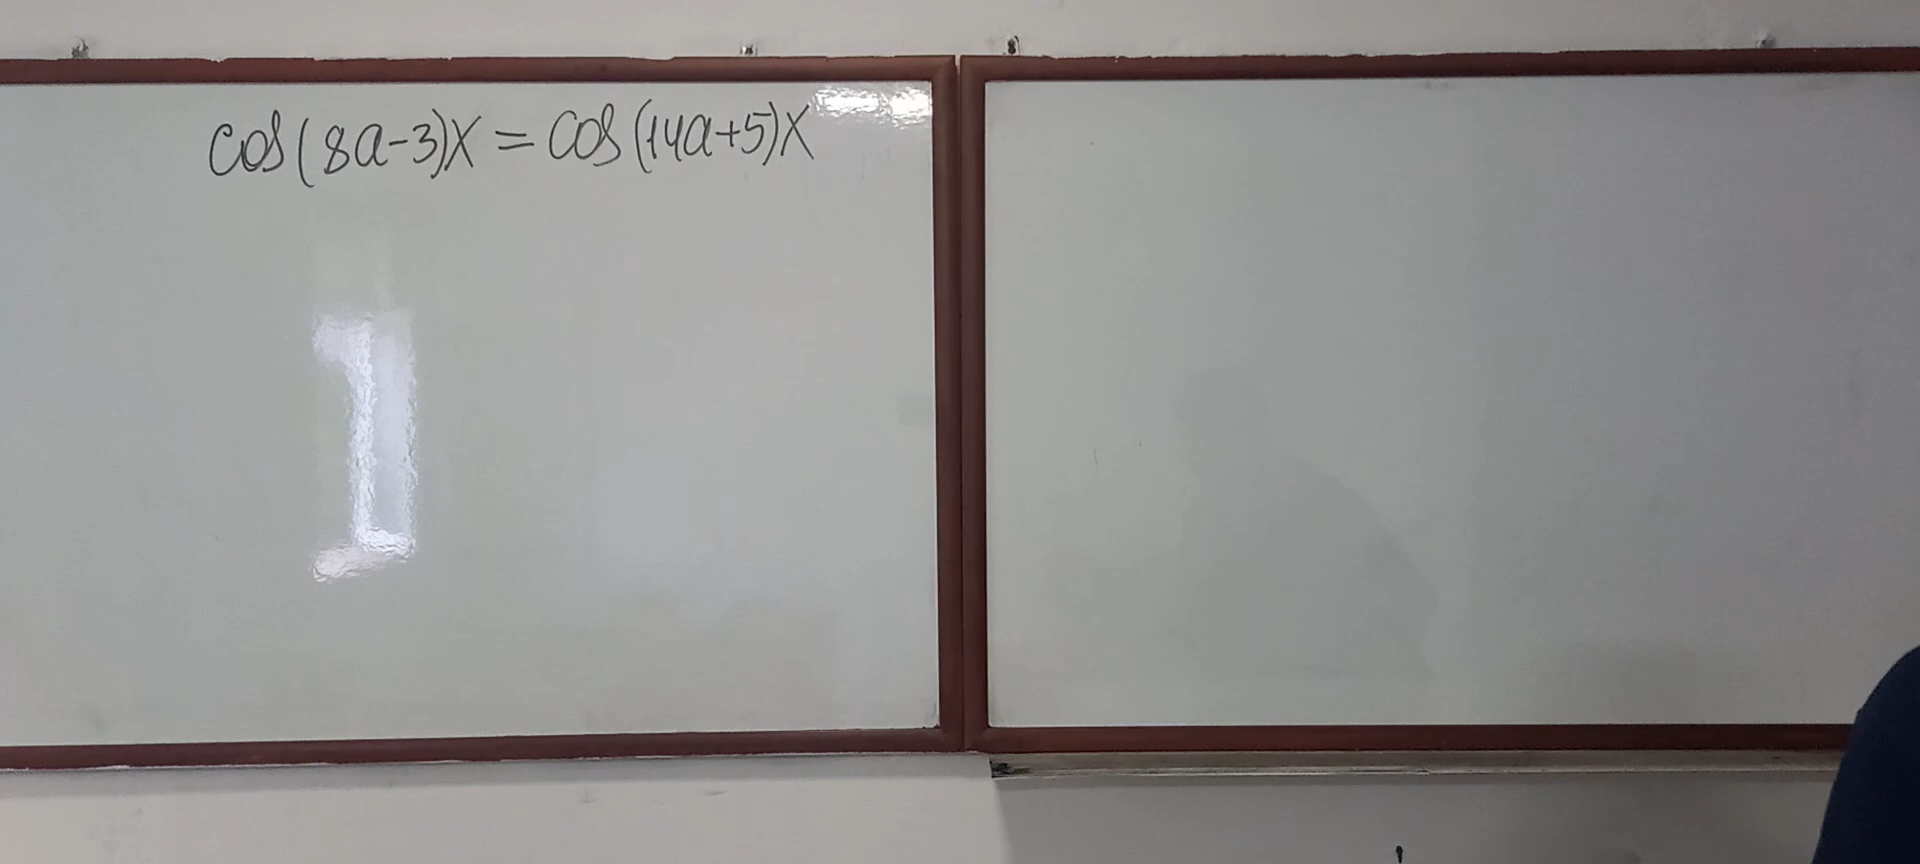 cos(8a-3)x = cos(14a+5)x